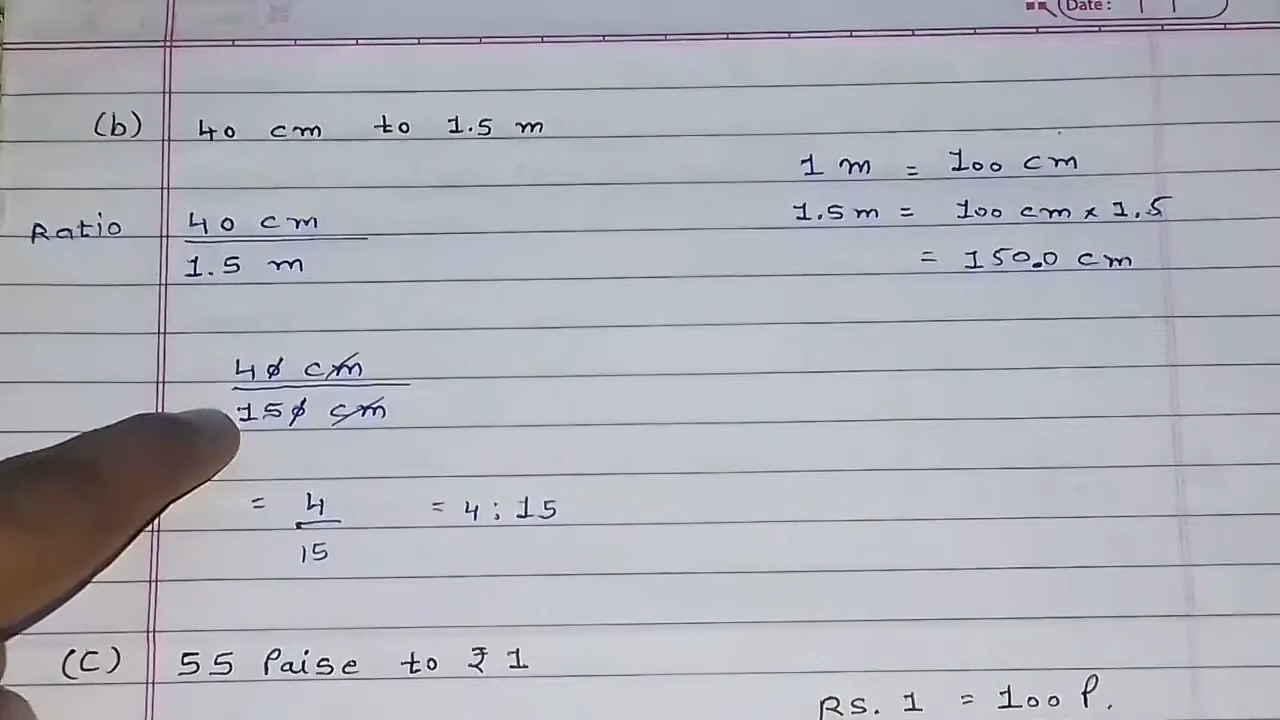 Date :
(b) 40 cm to 1.5 m
1 m = 100 cm
Ratio 40 cm
1.5 m
1.5 m = 100 cm × 1.5
= 150.0 cm
40 cm
150 cm
= 4
15
= 4 : 15
(C) 55 Paise to ₹ 1
RS. 1 = 100 P.